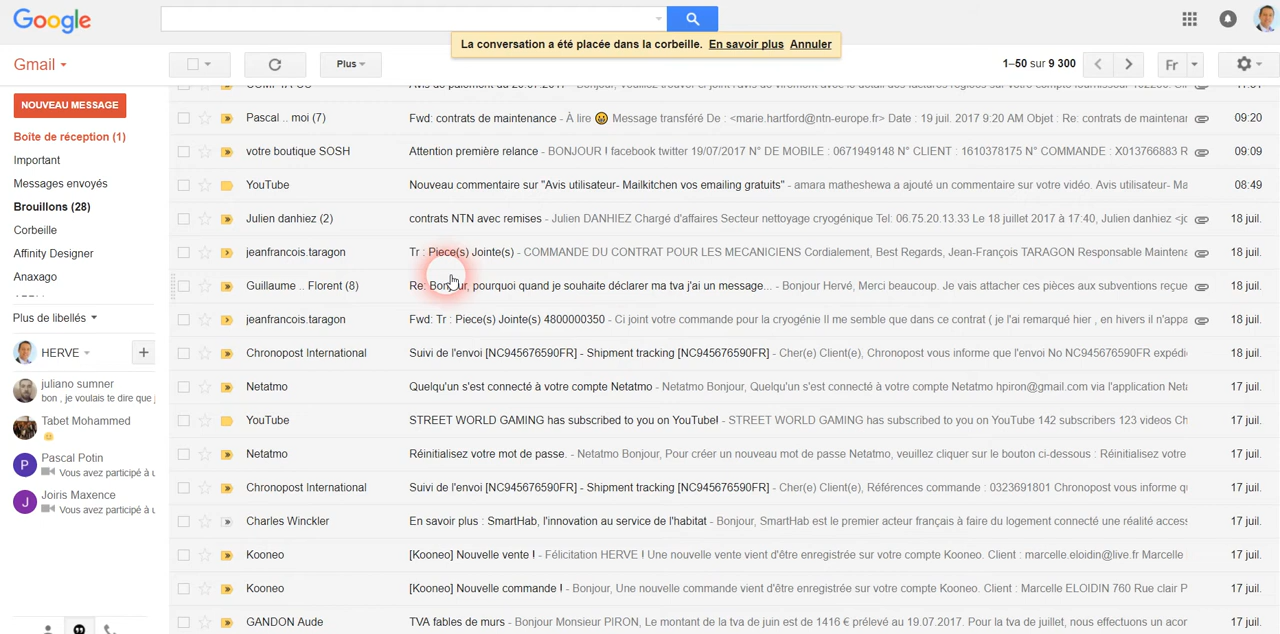 Google
La conversation a été placée dans la corbeille. En savoir plus Annuler
Gmail
Plus
1–50 sur 9 300
Fr
NOUVEAU MESSAGE
Boîte de réception (1)
Important
Messages envoyés
Brouillons (28)
Corbeille
Affinity Designer
Anaxago
Plus de libellés
HERVE
juliano sumner
bon , je voulais te dire que j
Tabet Mohammed
Pascal Potin
Vous avez participé à u
Joiris Maxence
Vous avez participé à u
Pascal .. moi (7) Fwd: contrats de maintenance - À lire 😀 Message transféré De : <marie.hartford@ntn-europe.fr> Date : 19 juil. 2017 9:20 AM Objet : Re: contrats de maintenar 09:20
votre boutique SOSH Attention première relance - BONJOUR ! facebook twitter 19/07/2017 N° DE MOBILE : 0671949148 N° CLIENT : 1610378175 N° COMMANDE : X013766883 R 09:09
YouTube Nouveau commentaire sur "Avis utilisateur- Mailkitchen vos emailing gratuits" - amara matheshewa a ajouté un commentaire sur votre vidéo. Avis utilisateur- Ma 08:49
Julien danhiez (2) contrats NTN avec remises - Julien DANHIEZ Chargé d'affaires Secteur nettoyage cryogénique Tel: 06.75.20.13.33 Le 18 juillet 2017 à 17:40, Julien danhiez <jc 18 juil.
jeanfrancois.taragon Tr : Piece(s) Jointe(s) - COMMANDE DU CONTRAT POUR LES MECANICIENS Cordialement, Best Regards, Jean-François TARAGON Responsable Maintena 18 juil.
Guillaume .. Florent (8) Re: Bonjour, pourquoi quand je souhaite déclarer ma tva j'ai un message... - Bonjour Hervé, Merci beaucoup. Je vais attacher ces pièces aux subventions reçue 18 juil.
jeanfrancois.taragon Fwd: Tr : Piece(s) Jointe(s) 4800000350 - Ci joint votre commande pour la cryogénie Il me semble que dans ce contrat ( je l'ai remarqué hier , en hivers il n'appa 18 juil.
Chronopost International Suivi de l'envoi [NC945676590FR] - Shipment tracking [NC945676590FR] - Cher(e) Client(e), Chronopost vous informe que l'envoi No NC945676590FR expédi 18 juil.
Netatmo Quelqu'un s'est connecté à votre compte Netatmo - Netatmo Bonjour, Quelqu'un s'est connecté à votre compte Netatmo hpiron@gmail.com via l'application Neta 17 juil.
YouTube STREET WORLD GAMING has subscribed to you on YouTube! - STREET WORLD GAMING has subscribed to you on YouTube 142 subscribers 123 videos Ch 17 juil.
Netatmo Réinitialisez votre mot de passe. - Netatmo Bonjour, Pour créer un nouveau mot de passe Netatmo, veuillez cliquer sur le bouton ci-dessous : Réinitialisez votre 17 juil.
Chronopost International Suivi de l'envoi [NC945676590FR] - Shipment tracking [NC945676590FR] - Cher(e) Client(e), Références commande : 0323691801 Chronopost vous informe qu 17 juil.
Charles Winckler En savoir plus : SmartHab, l'innovation au service de l'habitat - Bonjour, SmartHab est le premier acteur français à faire du logement connecté une réalité access 17 juil.
Kooneo [Kooneo] Nouvelle vente ! - Félicitation HERVE ! Une nouvelle vente vient d'être enregistrée sur votre compte Kooneo. Client : marcelle.eloidin@live.fr Marcelle 17 juil.
Kooneo [Kooneo] Nouvelle commande ! - Bonjour, Une nouvelle commande vient d'être enregistrée sur votre compte Kooneo. Client : Marcelle ELOIDIN 760 Rue clair P 17 juil.
GANDON Aude TVA fables de murs - Bonjour Monsieur PIRON, Le montant de la tva de juin est de 1416 € prélevé au 19.07.2017. Pour la tva de juillet, nous effectuons un acon 17 juil.